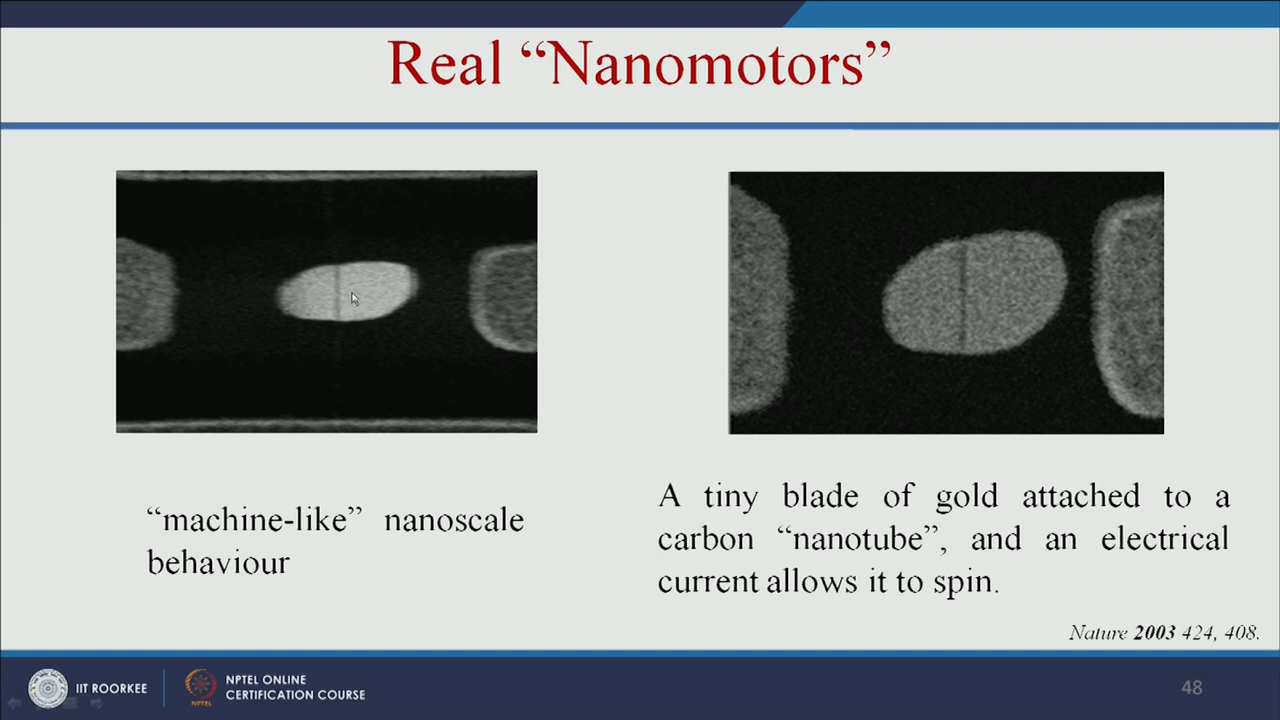 Real “Nanomotors”
“machine-like” nanoscale
behaviour
A tiny blade of gold attached to a
carbon “nanotube”, and an electrical
current allows it to spin.
Nature 2003 424, 408.
IIT ROORKEE
NPTEL
NPTEL ONLINE
CERTIFICATION COURSE
48